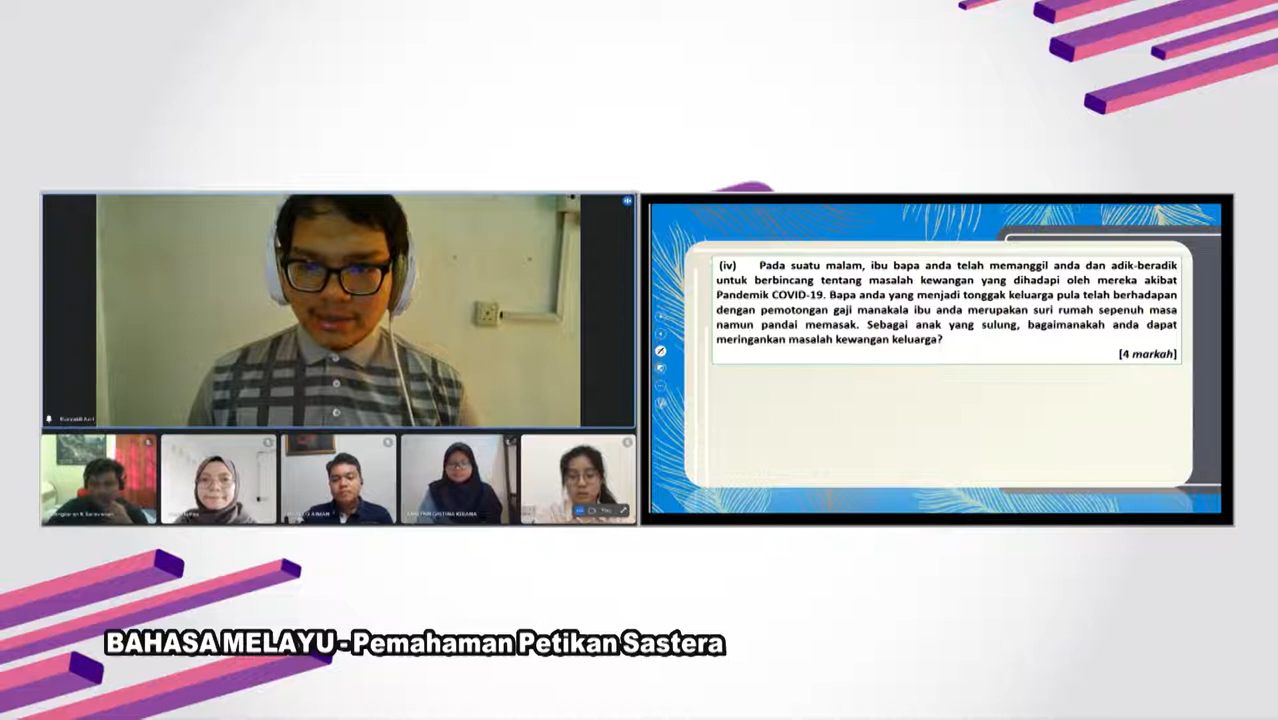 (iv) Pada suatu malam, ibu bapa anda telah memanggil anda dan adik-beradik
untuk berbincang tentang masalah kewangan yang dihadapi oleh mereka akibat
Pandemik COVID-19. Bapa anda yang menjadi tonggak keluarga pula telah berhadapan
dengan pemotongan gaji manakala ibu anda merupakan suri rumah sepenuh masa
namun pandai memasak. Sebagai anak yang sulung, bagaimanakah anda dapat
meringankan masalah kewangan keluarga?
[4 markah]
BAHASA MELAYU - Pemahaman Petikan Sastera